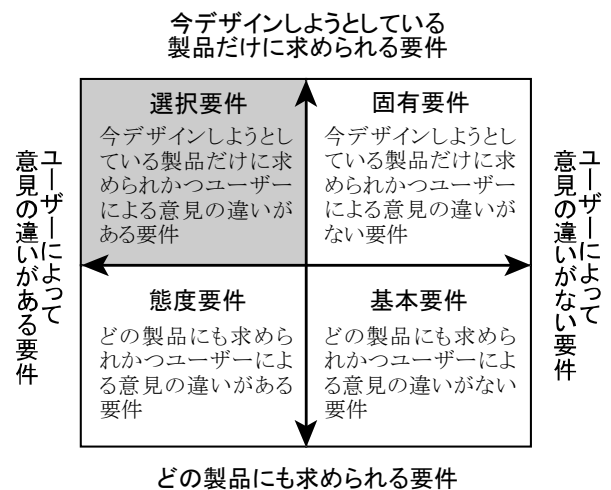 今デザインしようとしている
製品だけに求められる要件
ユーザーによって
意見の違いがある要件
選択要件
今デザインしようとし
ている製品だけに求
められかつユーザー
による意見の違いが
ある要件
固有要件
今デザインしようとし
ている製品だけに求
められかつユーザー
による意見の違いが
ない要件
ユーザーによって
意見の違いがない要件
態度要件
どの製品にも求めら
れかつユーザーによ
る意見の違いがある
要件
基本要件
どの製品にも求めら
れかつユーザーによ
る意見の違いがない
要件
どの製品にも求められる要件